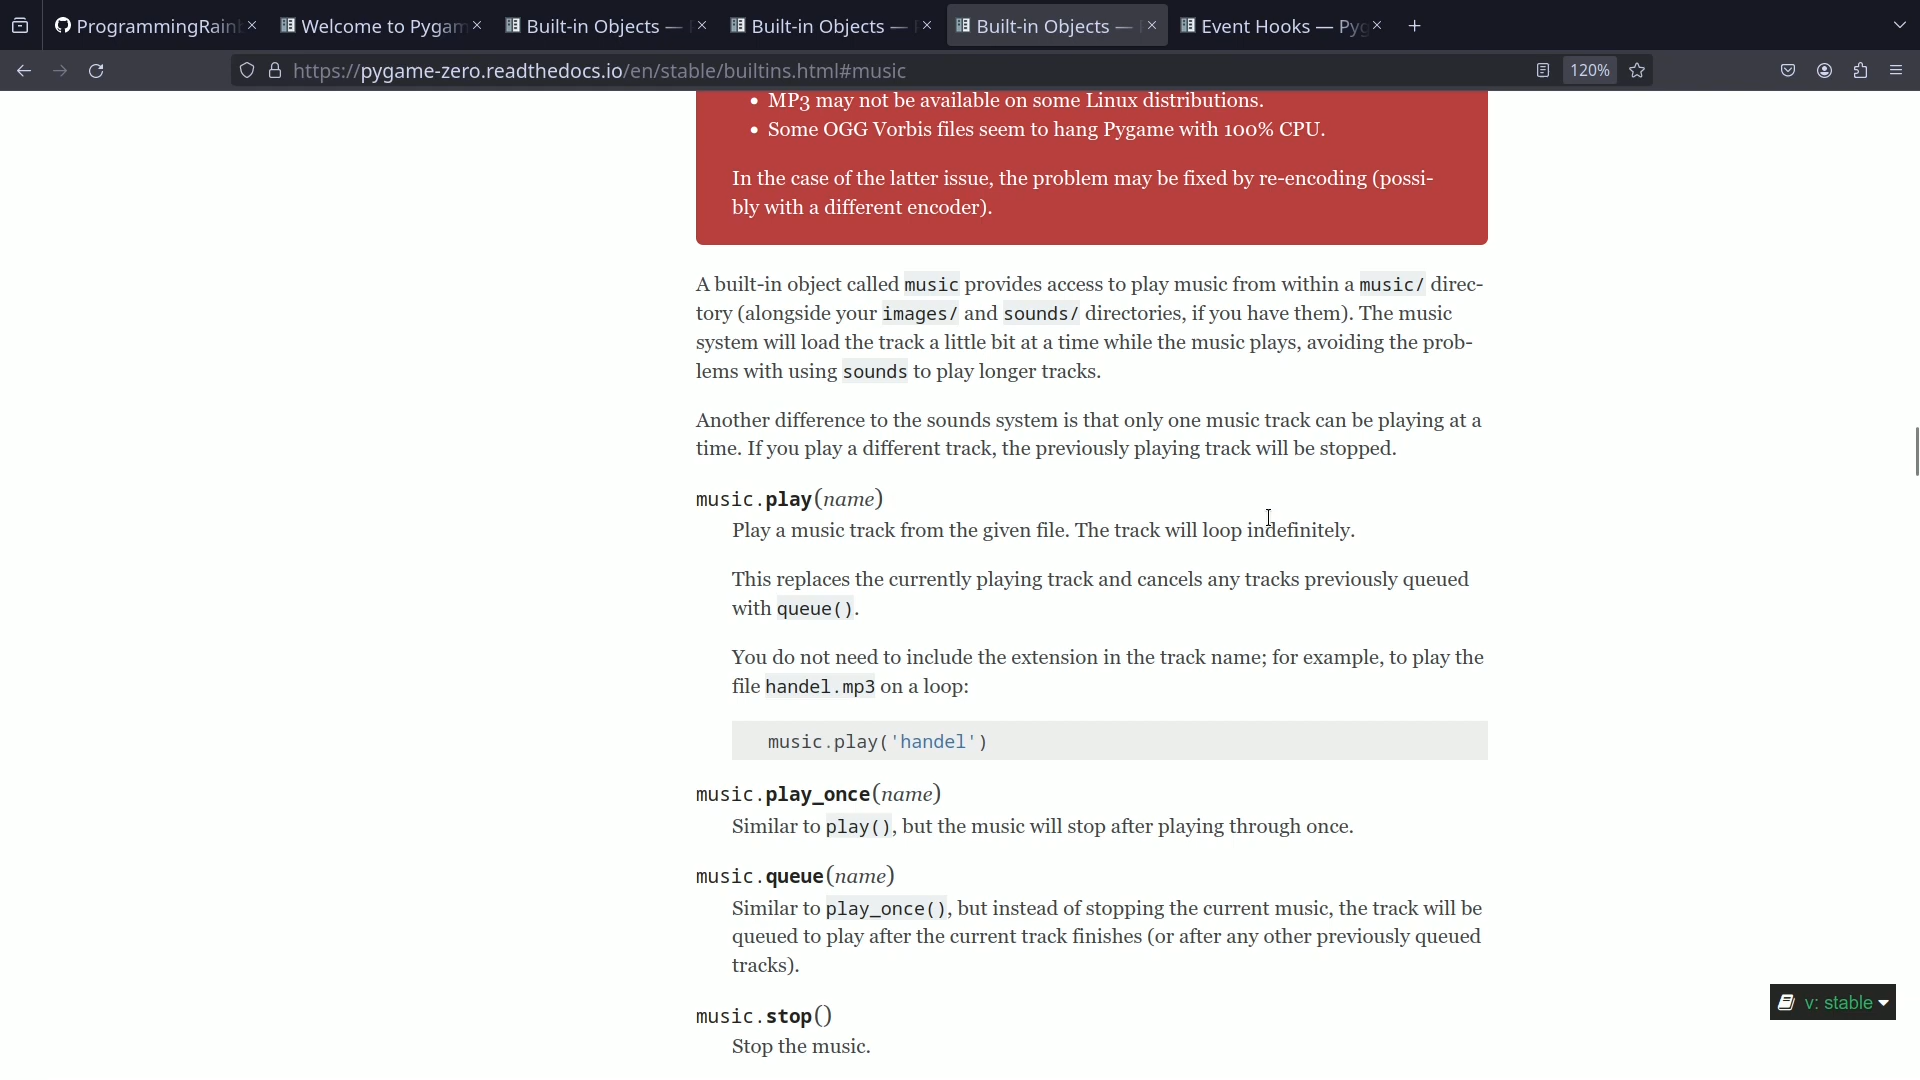 ProgrammingRain
Welcome to Pygam
Built-in Objects —
Built-in Objects —
Built-in Objects —
Event Hooks — Pyg
https://pygame-zero.readthedocs.io/en/stable/builtins.html#music
120%
• MP3 may not be available on some Linux distributions.
• Some OGG Vorbis files seem to hang Pygame with 100% CPU.
In the case of the latter issue, the problem may be fixed by re-encoding (possi-
bly with a different encoder).
A built-in object called music provides access to play music from within a music/ direc-
tory (alongside your images/ and sounds/ directories, if you have them). The music
system will load the track a little bit at a time while the music plays, avoiding the prob-
lems with using sounds to play longer tracks.
Another difference to the sounds system is that only one music track can be playing at a
time. If you play a different track, the previously playing track will be stopped.
music.play(name)
Play a music track from the given file. The track will loop indefinitely.
This replaces the currently playing track and cancels any tracks previously queued
with queue().
You do not need to include the extension in the track name; for example, to play the
file handel.mp3 on a loop:
music.play('handel')
music.play_once(name)
Similar to play(), but the music will stop after playing through once.
music.queue(name)
Similar to play_once(), but instead of stopping the current music, the track will be
queued to play after the current track finishes (or after any other previously queued
tracks).
music.stop()
Stop the music.
v: stable